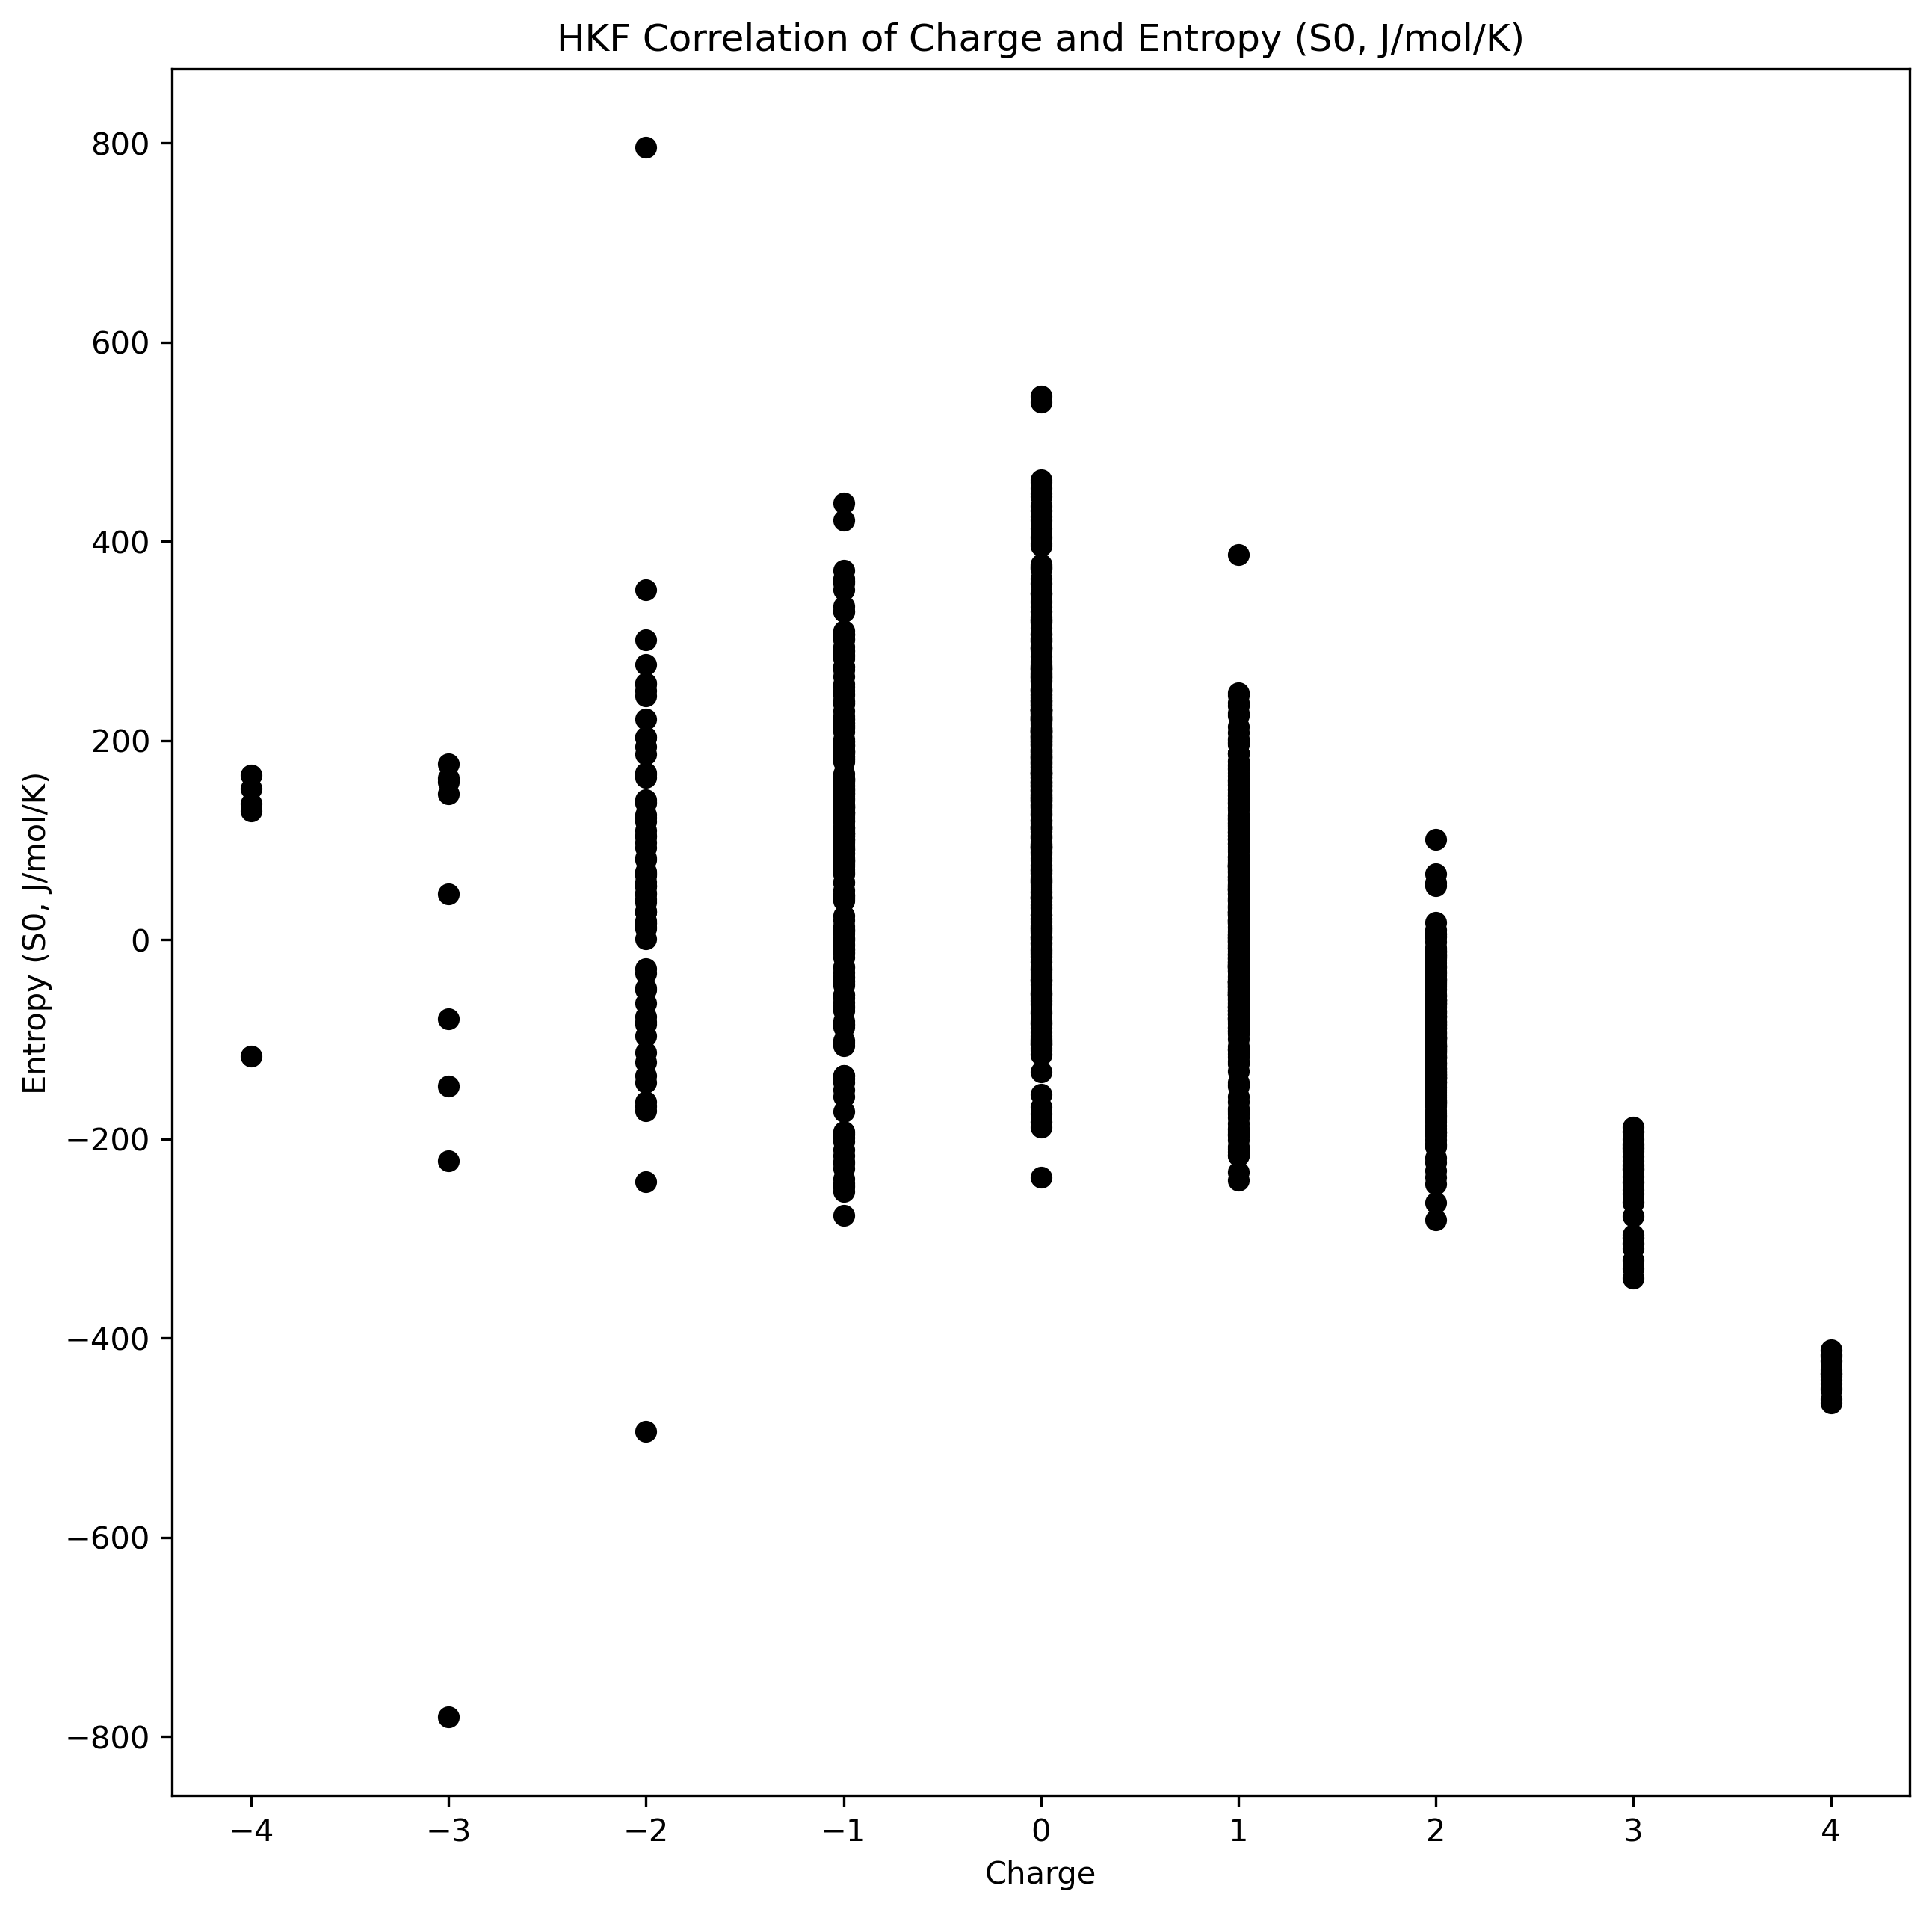 HKF Correlation of Charge and Entropy (S0, J/mol/K)
800
600
400
200
0
−200
−400
−600
−800
Entropy (S0, J/mol/K)
−4 −3 −2 −1 0 1 2 3 4
Charge